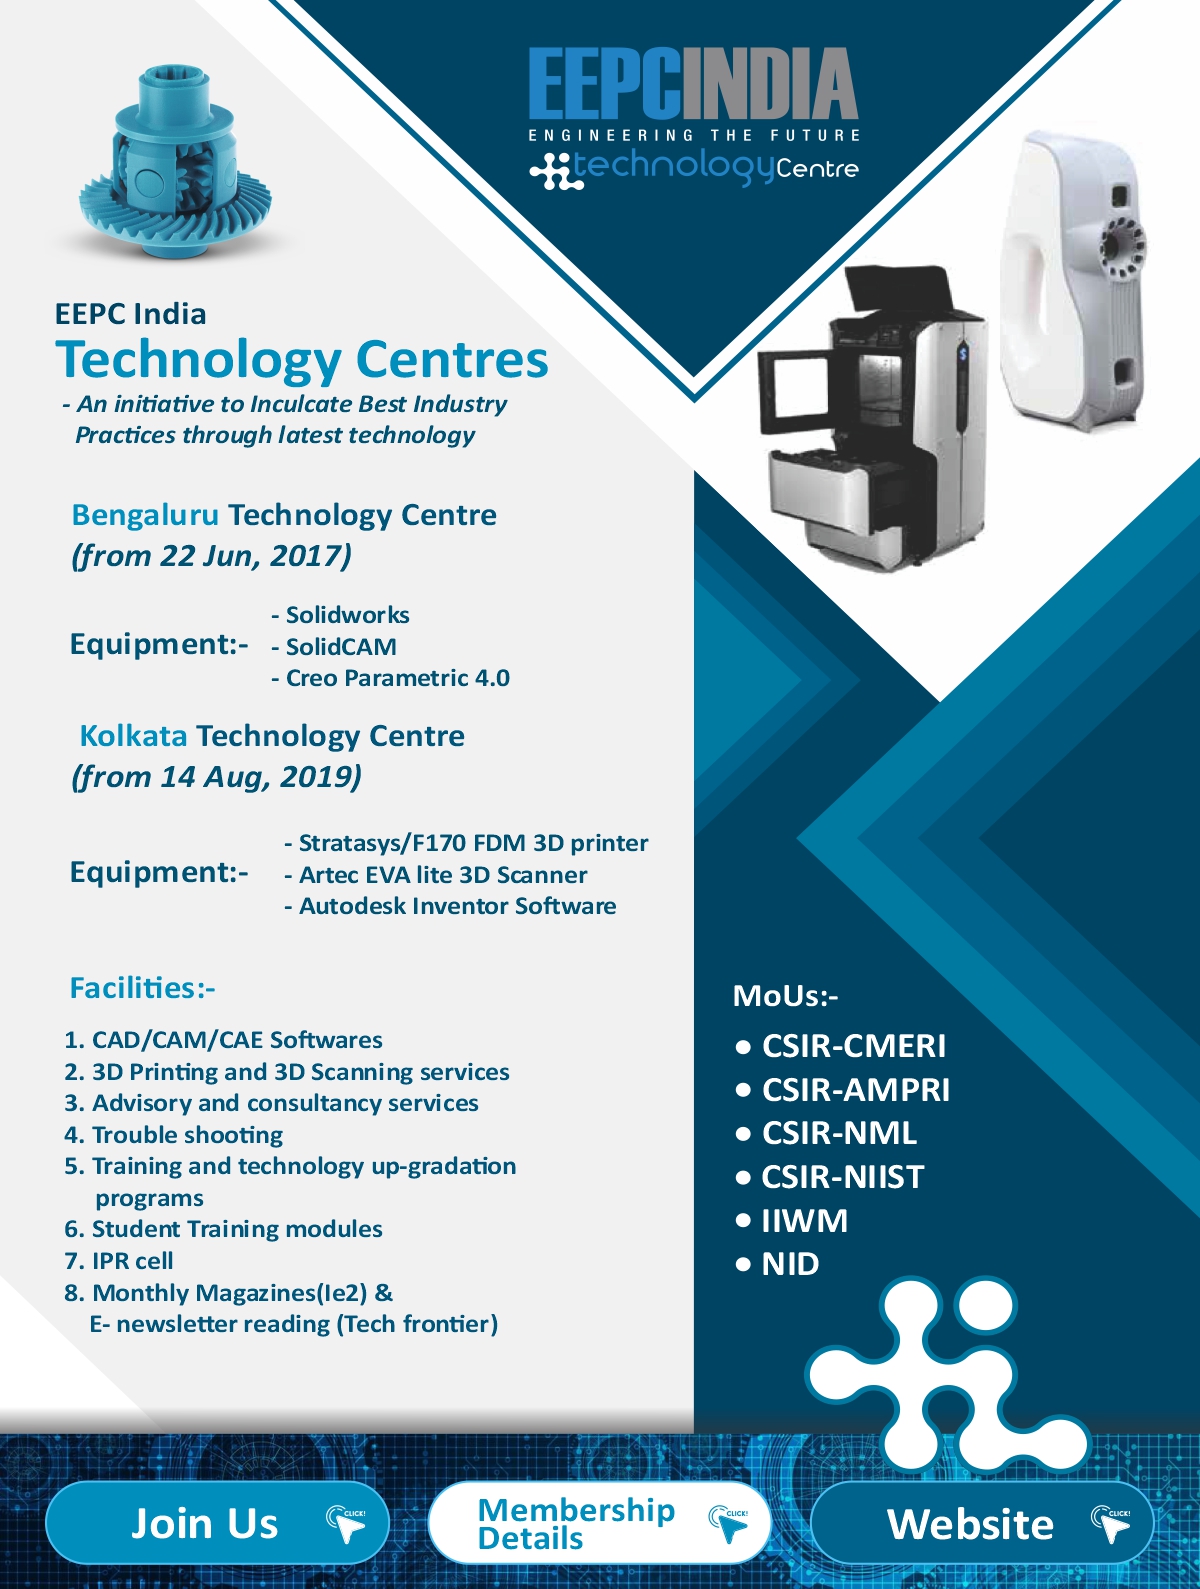 EEPCINDIA
ENGINEERING THE FUTURE
technologyCentre
EEPC India
Technology Centres
- An initiative to Inculcate Best Industry
Practices through latest technology
Bengaluru Technology Centre
(from 22 Jun, 2017)
Equipment:-
- Solidworks
- SolidCAM
- Creo Parametric 4.0
Kolkata Technology Centre
(from 14 Aug, 2019)
Equipment:-
- Stratasys/F170 FDM 3D printer
- Artec EVA lite 3D Scanner
- Autodesk Inventor Software
Facilities:-
1. CAD/CAM/CAE Softwares
2. 3D Printing and 3D Scanning services
3. Advisory and consultancy services
4. Trouble shooting
5. Training and technology up-gradation
programs
6. Student Training modules
7. IPR cell
8. Monthly Magazines(Ie2) &
E- newsletter reading (Tech frontier)
MoUs:-
• CSIR-CMERI
• CSIR-AMPRI
• CSIR-NML
• CSIR-NIIST
• IIWM
• NID
Join Us
CLICK!
Membership
Details
CLICK!
Website
CLICK!